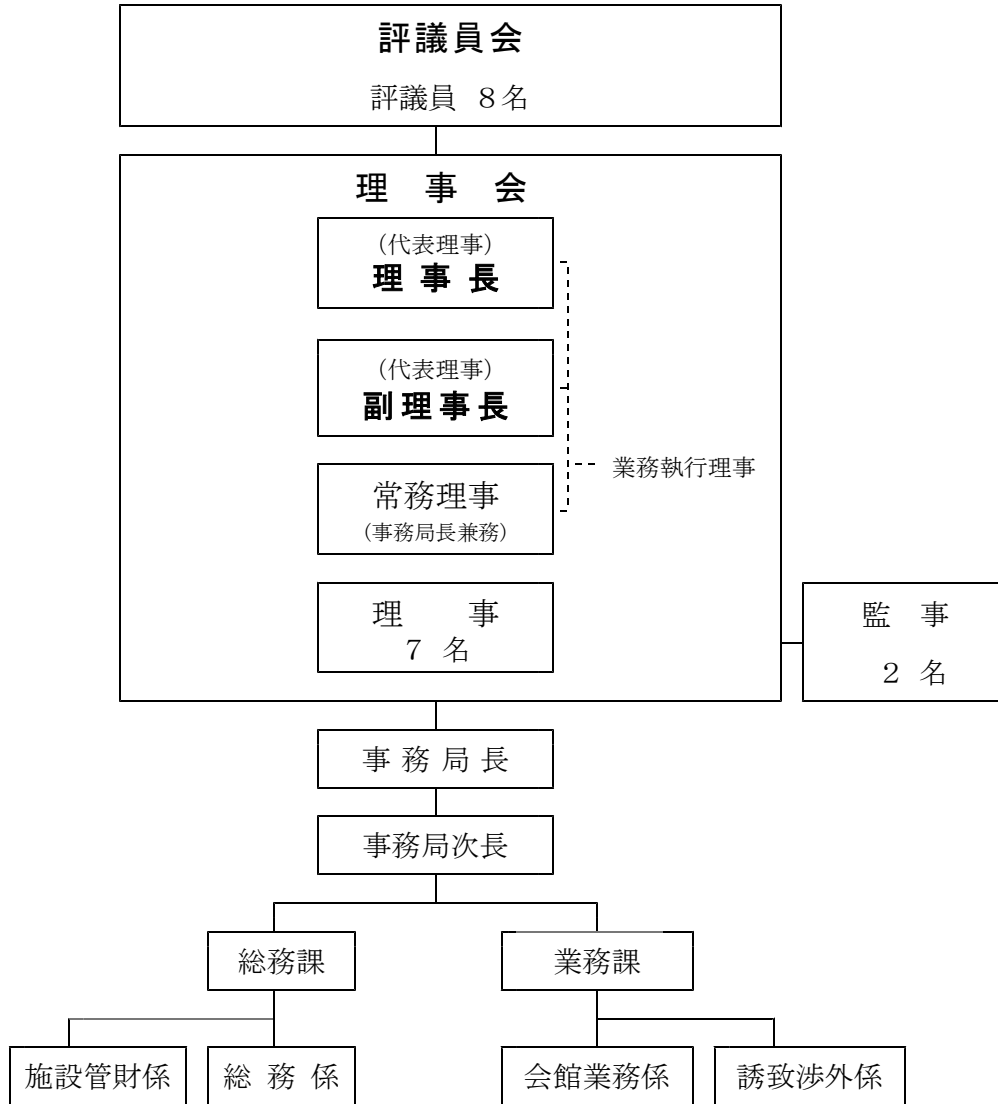 評議員会
評議員 ８名
理 事 会
(代表理事)
理 事 長
(代表理事)
副理事長
業務執行理事
常務理事
(事務局長兼務)
理 事
７ 名
監 事
２ 名
事 務 局 長
事務局次長
総務課
業務課
施設管財係
総 務 係
会館業務係
誘致渉外係